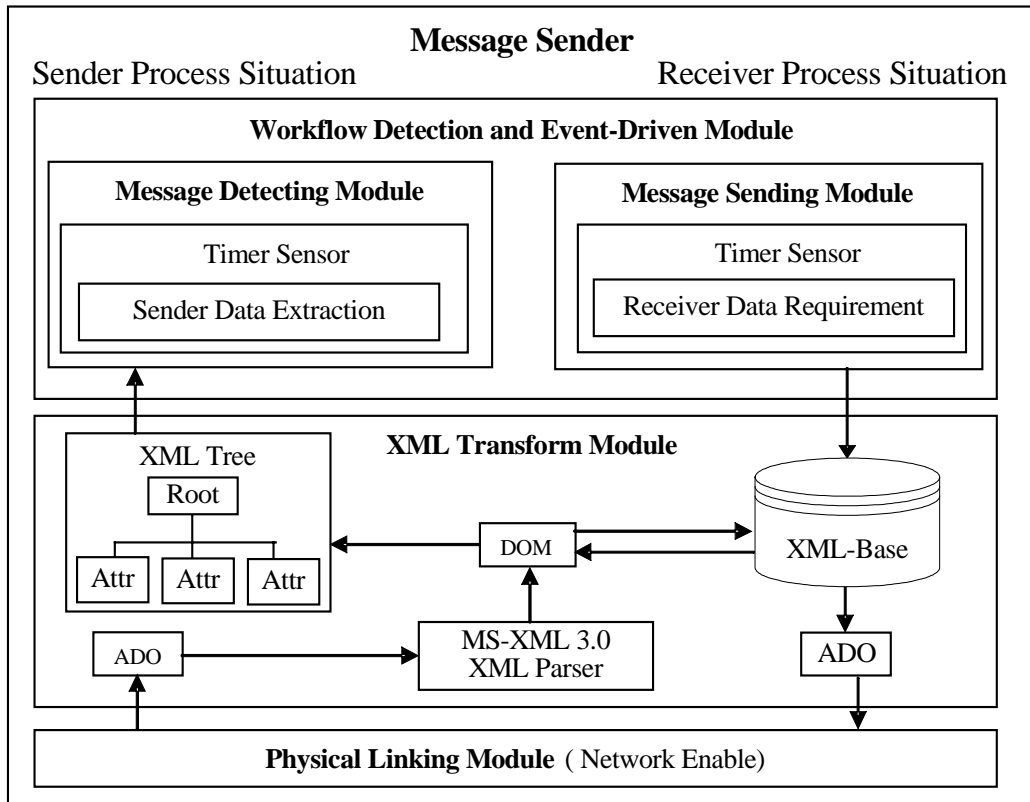 Message Sender
Sender Process Situation
Receiver Process Situation
Workflow Detection and Event-Driven Module
Message Detecting Module
Timer Sensor
Sender Data Extraction
Message Sending Module
Timer Sensor
Receiver Data Requirement
XML Transform Module
XML Tree
Root
Attr
Attr
Attr
DOM
XML-Base
ADO
MS-XML 3.0
XML Parser
ADO
Physical Linking Module ( Network Enable)